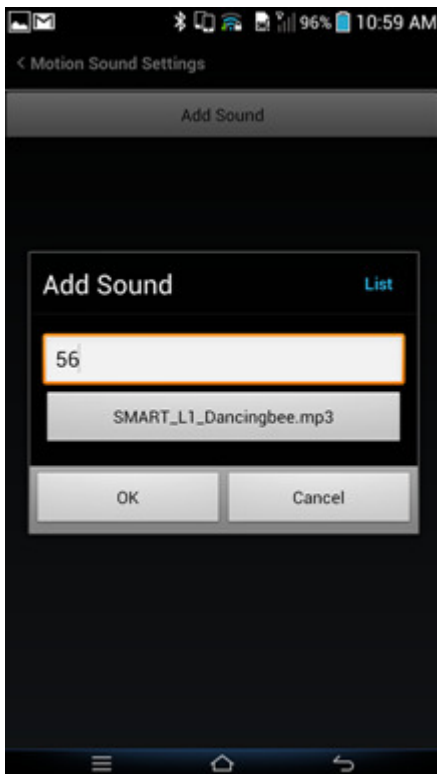 96% 10:59 AM
< Motion Sound Settings
Add Sound
Add Sound List
56
SMART_L1_Dancingbee.mp3
OK Cancel